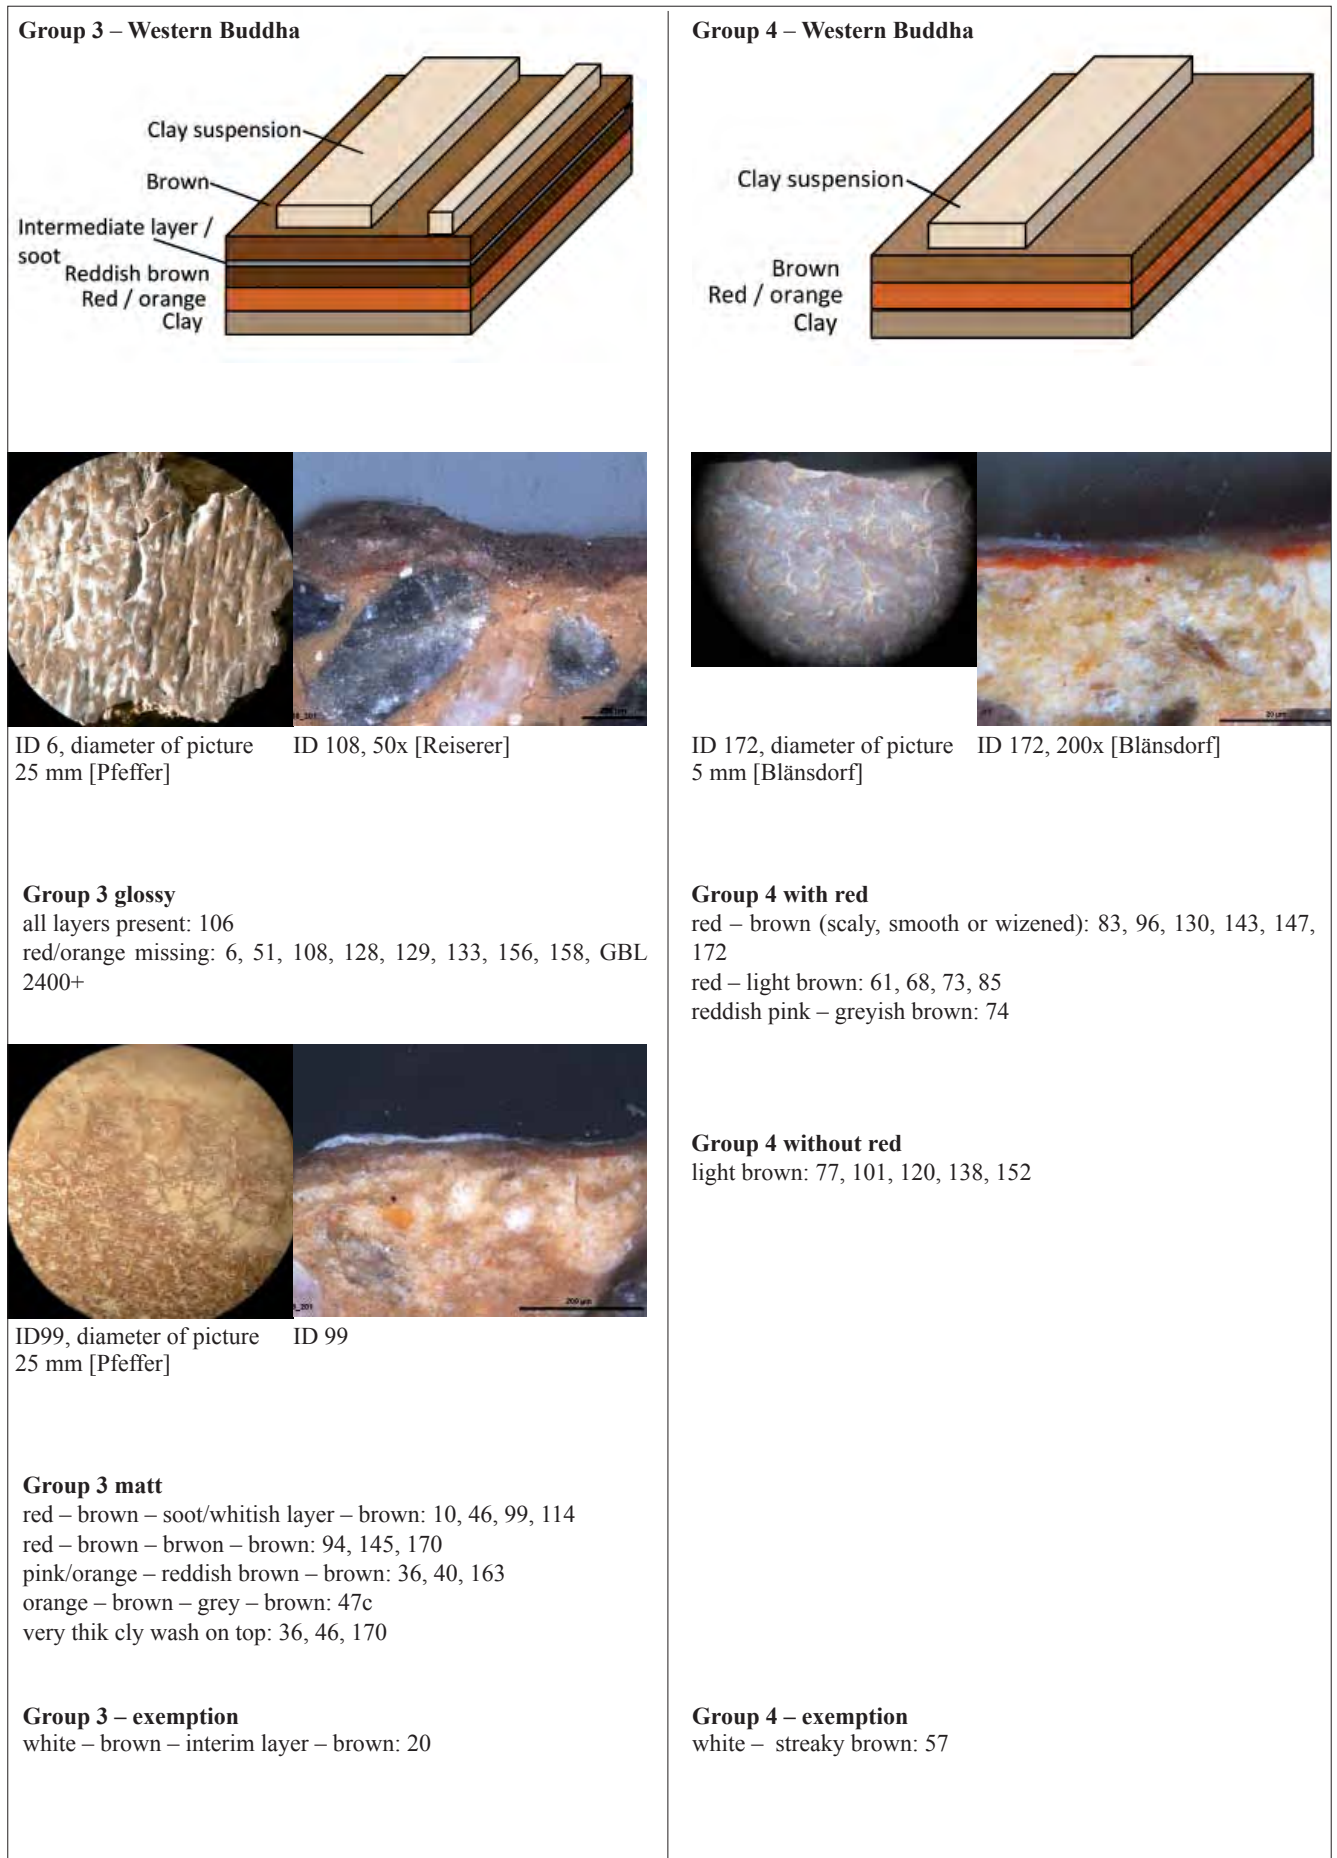 Group 3 – Western Buddha
Clay suspension
Brown
Intermediate layer /
soot
Reddish brown
Red / orange
Clay
ID 6, diameter of picture
25 mm [Pfeffer]
ID 108, 50x [Reiserer]
Group 3 glossy
all layers present: 106
red/orange missing: 6, 51, 108, 128, 129, 133, 156, 158, GBL
2400+
ID99, diameter of picture
25 mm [Pfeffer]
200 µm
ID 99
Group 3 matt
red – brown – soot/whitish layer – brown: 10, 46, 99, 114
red – brown – brwon – brown: 94, 145, 170
pink/orange – reddish brown – brown: 36, 40, 163
orange – brown – grey – brown: 47c
very thik cly wash on top: 36, 46, 170
Group 3 – exemption
white – brown – interim layer – brown: 20
Group 4 – Western Buddha
Clay suspension
Brown
Red / orange
Clay
ID 172, diameter of picture
5 mm [Blänsdorf]
ID 172, 200x [Blänsdorf]
Group 4 with red
red – brown (scaly, smooth or wizened): 83, 96, 130, 143, 147,
172
red – light brown: 61, 68, 73, 85
reddish pink – greyish brown: 74
Group 4 without red
light brown: 77, 101, 120, 138, 152
Group 4 – exemption
white – streaky brown: 57